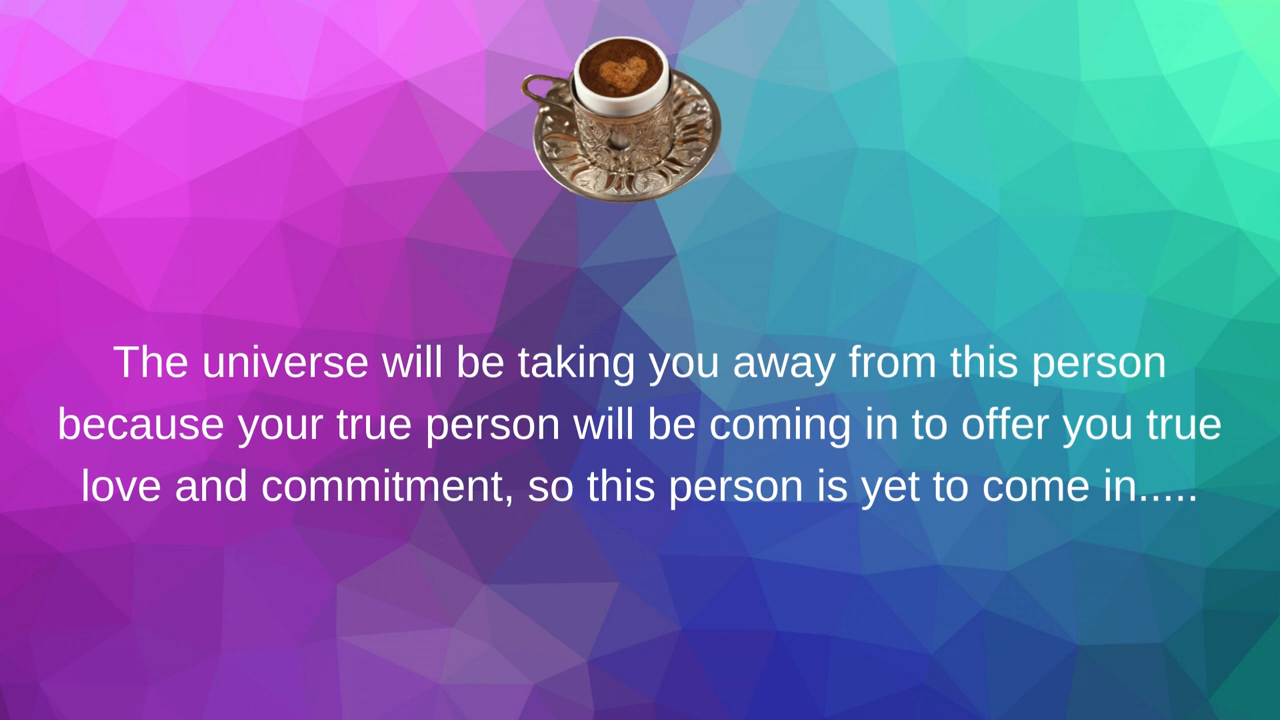 The universe will be taking you away from this person
because your true person will be coming in to offer you true
love and commitment, so this person is yet to come in.....